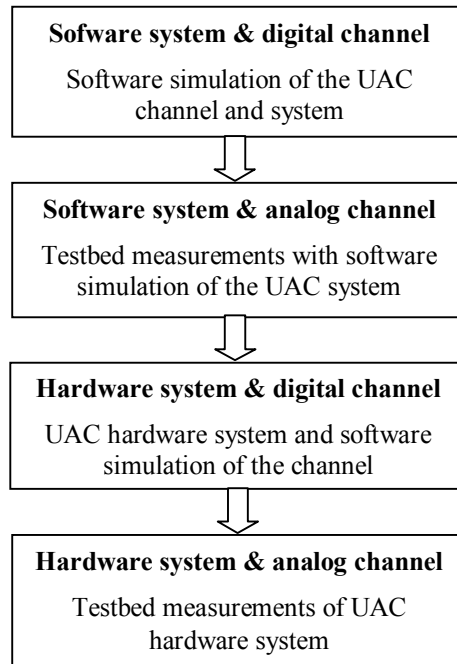 Sofware system & digital channel
Software simulation of the UAC
channel and system
Software system & analog channel
Testbed measurements with software
simulation of the UAC system
Hardware system & digital channel
UAC hardware system and software
simulation of the channel
Hardware system & analog channel
Testbed measurements of UAC
hardware system